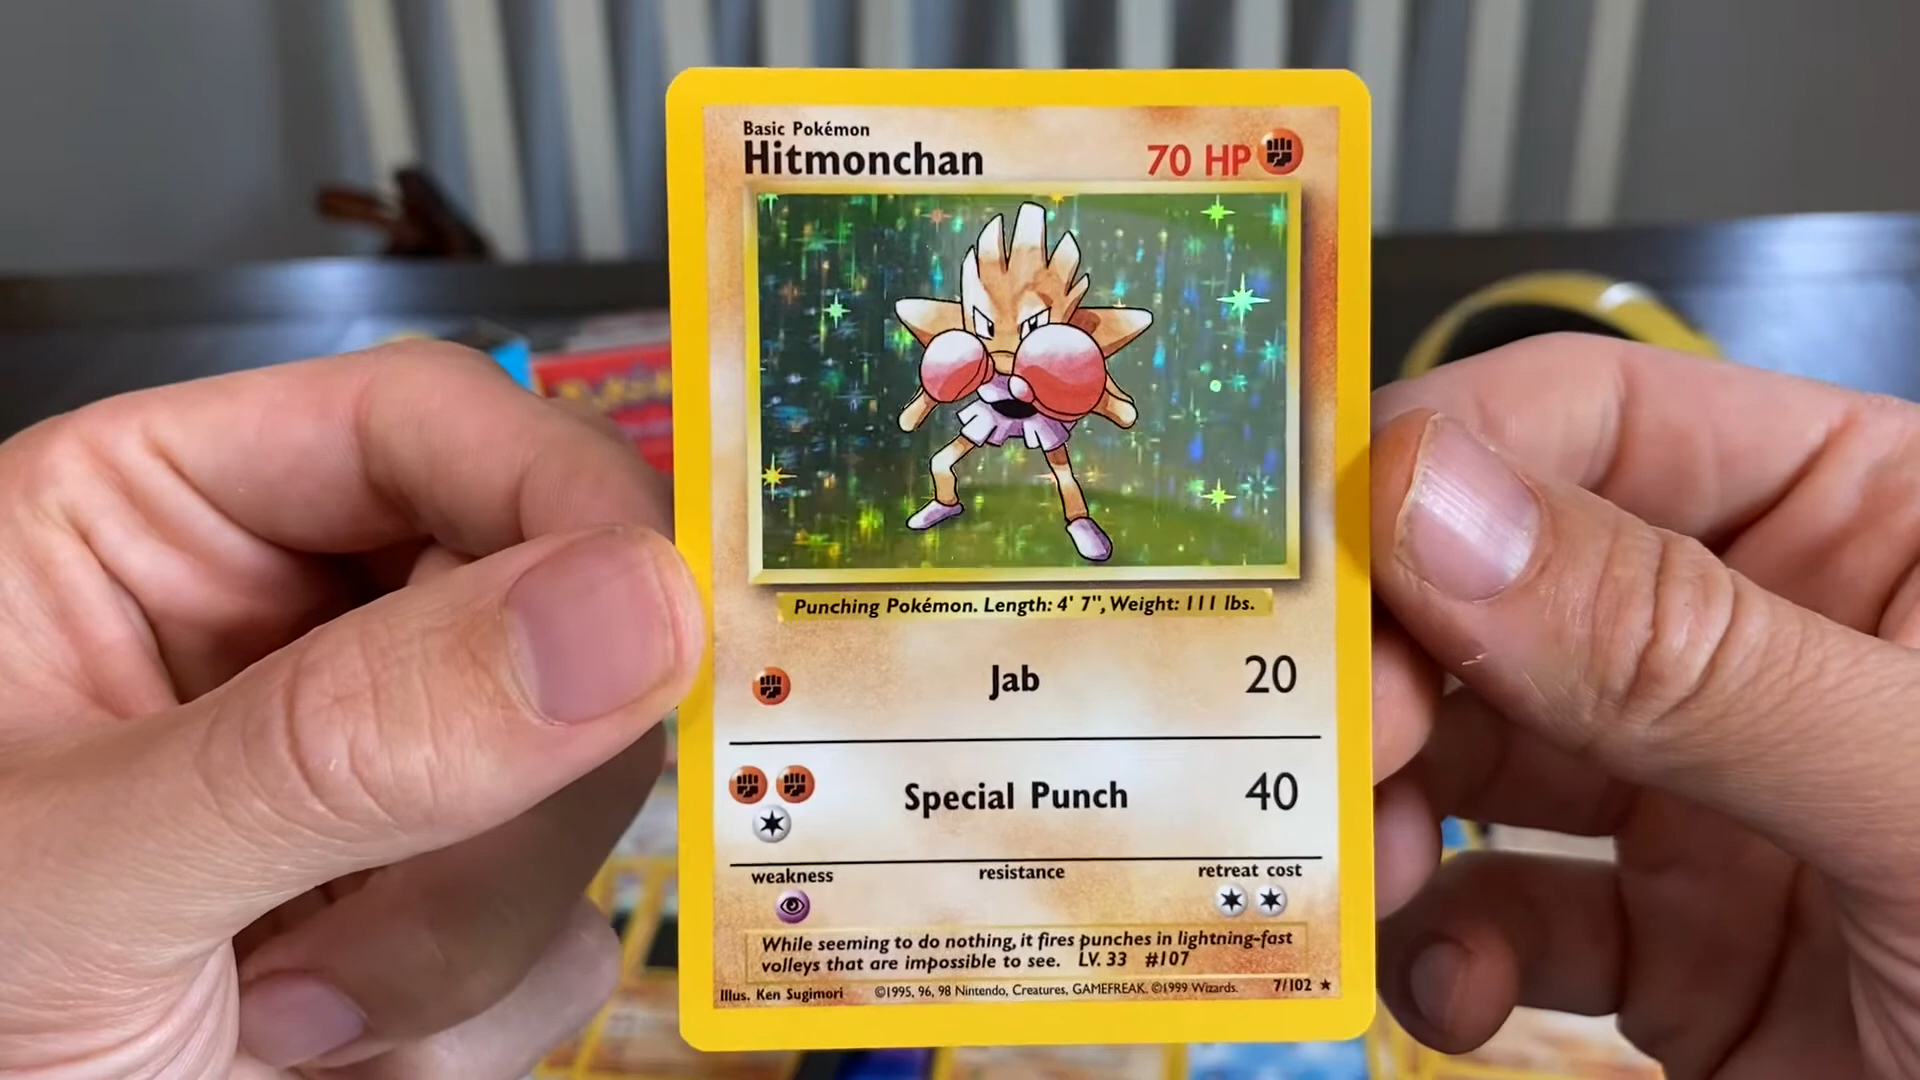 Basic Pokémon
Hitmonchan
70 HP
Punching Pokémon. Length: 4' 7", Weight: 111 lbs.
Jab 20
Special Punch 40
weakness resistance retreat cost
While seeming to do nothing, it fires punches in lightning-fast
volleys that are impossible to see. LV. 33 #107
Illus. Ken Sugimori ©1995, 96, 98 Nintendo, Creatures, GAMEFREAK. ©1999 Wizards. 7/102 ★